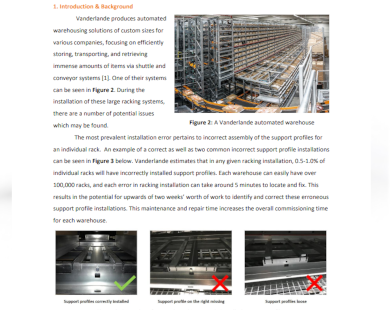 1. Introduction & Background
Vanderlande produces automated
warehousing solutions of custom sizes for
various companies, focusing on efficiently
storing, transporting, and retrieving
immense amounts of items via shuttle and
conveyor systems [1]. One of their systems
can be seen in Figure 2. During the
installation of these large racking systems,
there are a number of potential issues
which may be found.
Figure 2: A Vanderlande automated warehouse
The most prevalent installation error pertains to incorrect assembly of the support profiles for
an individual rack. An example of a correct as well as two common incorrect support profile installations
can be seen in Figure 3 below. Vanderlande estimates that in any given racking installation, 0.5-1.0% of
individual racks will have incorrectly installed support profiles. Each warehouse can easily have over
100,000 racks, and each error in racking installation can take around 5 minutes to locate and fix. This
results in the potential for upwards of two weeks' worth of work to identify and correct these erroneous
support profile installations. This maintenance and repair time increases the overall commissioning time
for each warehouse.
Support profiles correctly installed
Support profile on the right missing
Support profiles loose